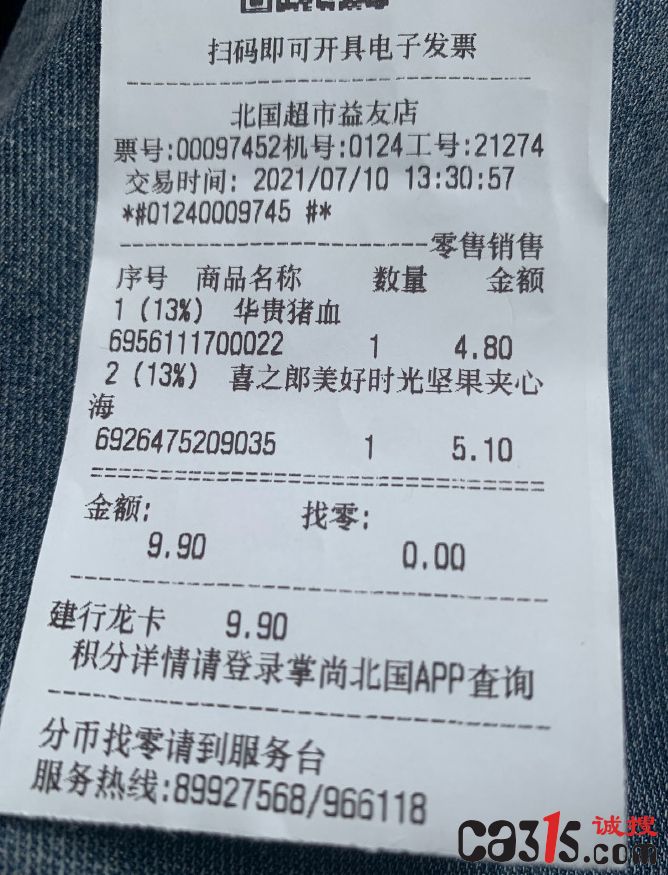 扫码即可开具电子发票
北国超市益友店
票号:00097452机号:0124工号:21274
交易时间: 2021/07/10 13:30:57
*#01240009745 #*
零售销售
序号 商品名称 数量 金额
1 (13%) 华贵猪血
6956111700022 1 4.80
2 (13%) 喜之郎美好时光坚果夹心
海
6926475209035 1 5.10
金额: 找零:
9.90 0.00
建行龙卡 9.90
积分详情请登录掌尚北国APP查询
分币找零请到服务台
服务热线:89927568/966118
诚搜
ca315.com